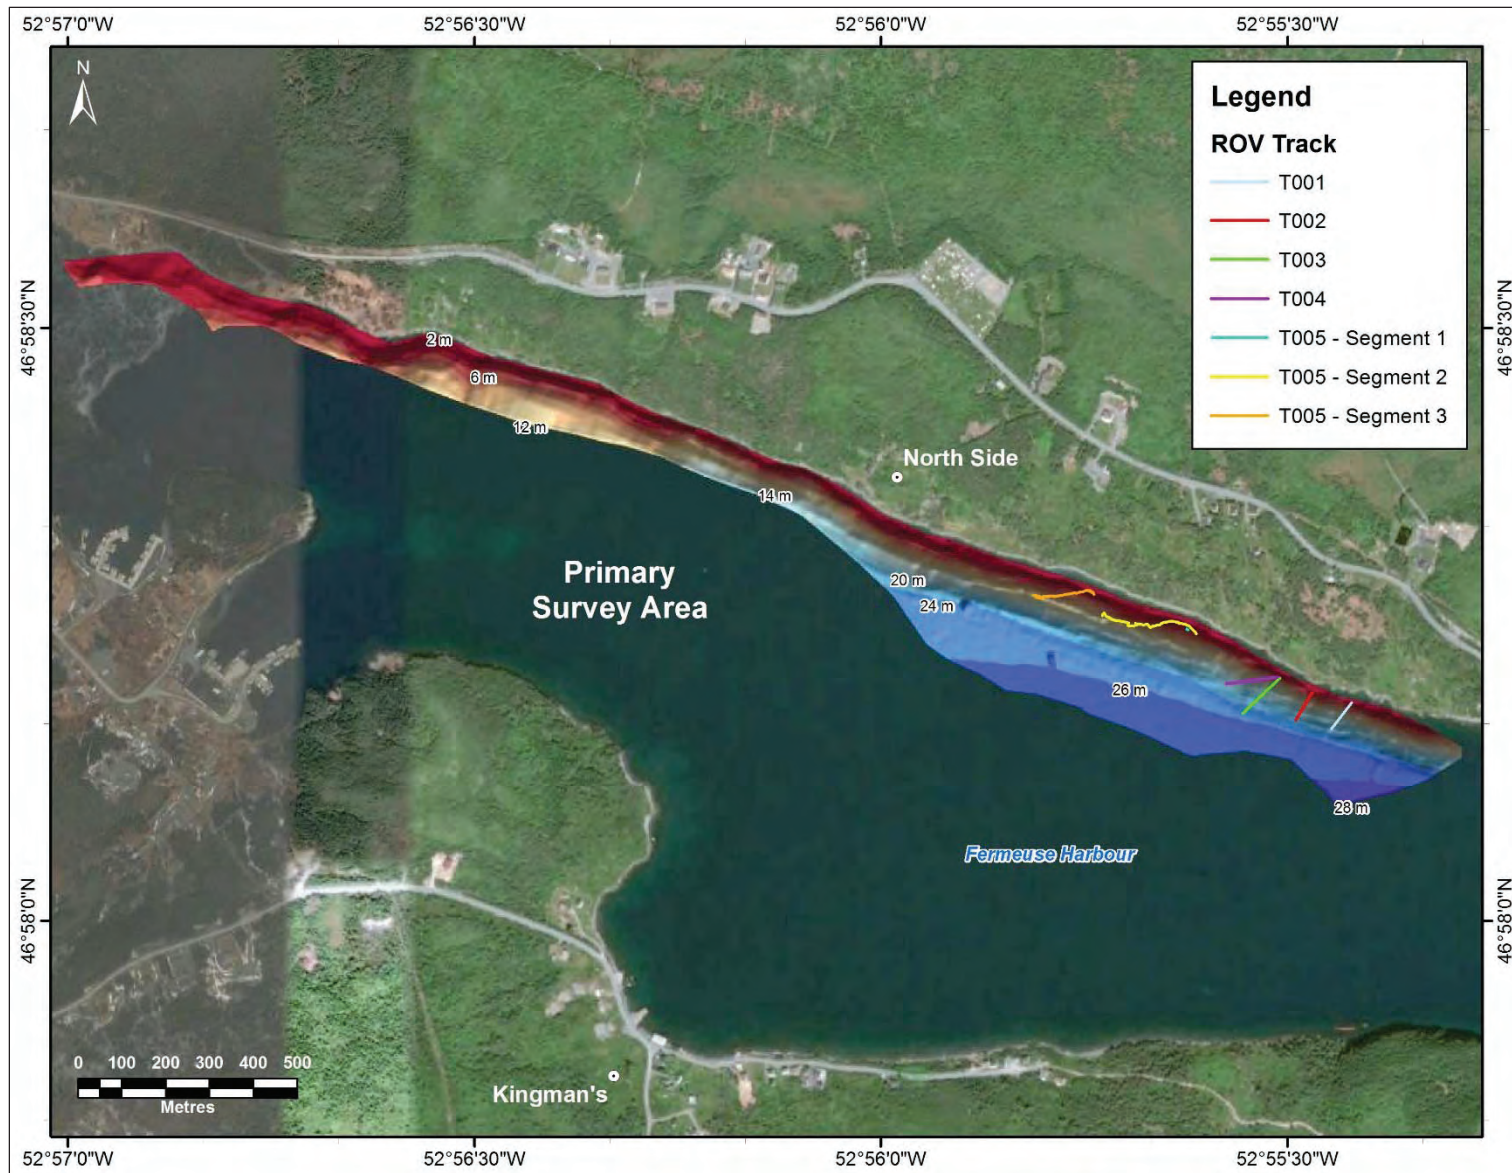 52°57'0"W
52°56'30"W
52°56'0"W
52°55'30"W
N
Legend
ROV Track
T001
T002
T003
T004
T005 - Segment 1
T005 - Segment 2
T005 - Segment 3
46°58'30"N
46°58'30"N
2 m
6 m
12 m
North Side
14 m
Primary
Survey Area
20 m
24 m
26 m
28 m
Fermeuse Harbour
46°58'0"N
46°58'0"N
0 100 200 300 400 500
Metres
Kingman's
52°57'0"W
52°56'30"W
52°56'0"W
52°55'30"W